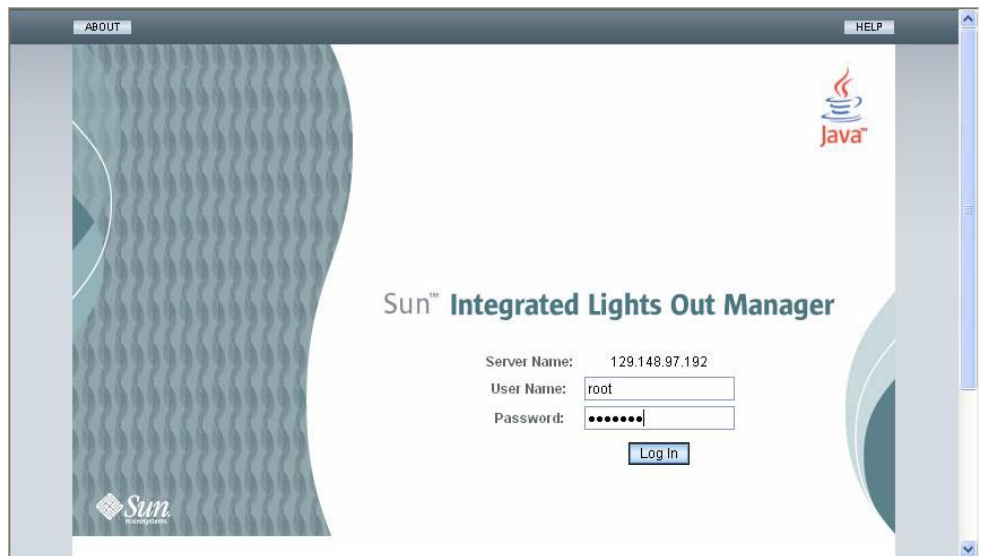 ABOUT
HELP
Java™
Sun™ Integrated Lights Out Manager
Server Name: 129.148.97.192
User Name: root
Password: •••••••
Log In
Sun
microsystems